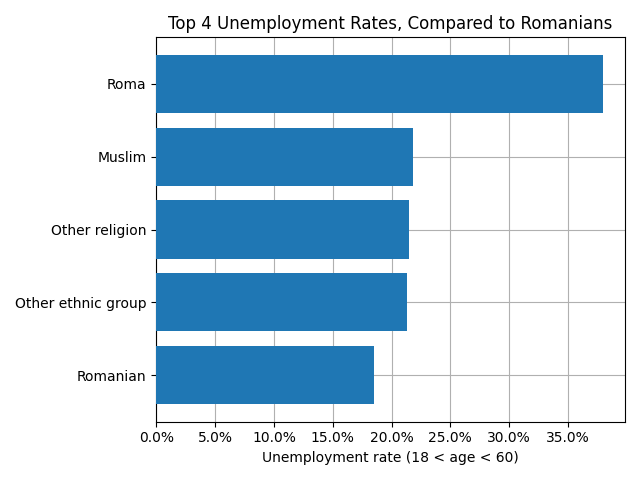 Top 4 Unemployment Rates, Compared to Romanians
Roma
Muslim
Other religion
Other ethnic group
Romanian
0.0% 5.0% 10.0% 15.0% 20.0% 25.0% 30.0% 35.0%
Unemployment rate (18 < age < 60)